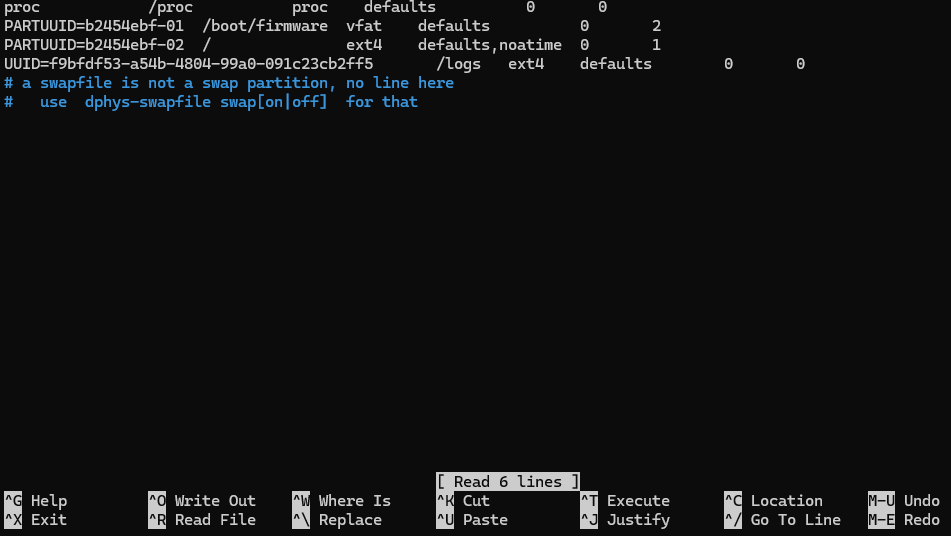 proc            /proc           proc    defaults          0       0
PARTUUID=b2454ebf-01  /boot/firmware  vfat    defaults          0       2
PARTUUID=b2454ebf-02  /               ext4    defaults,noatime  0       1
UUID=f9bfdf53-a54b-4804-99a0-091c23cb2ff5       /logs   ext4    defaults        0       0
# a swapfile is not a swap partition, no line here
#   use  dphys-swapfile swap[on|off]  for that
[ Read 6 lines ]
^G Help         ^O Write Out    ^W Where Is     ^K Cut          ^T Execute      ^C Location     M-U Undo
^X Exit         ^R Read File    ^\ Replace      ^U Paste        ^J Justify      ^/ Go To Line   M-E Redo